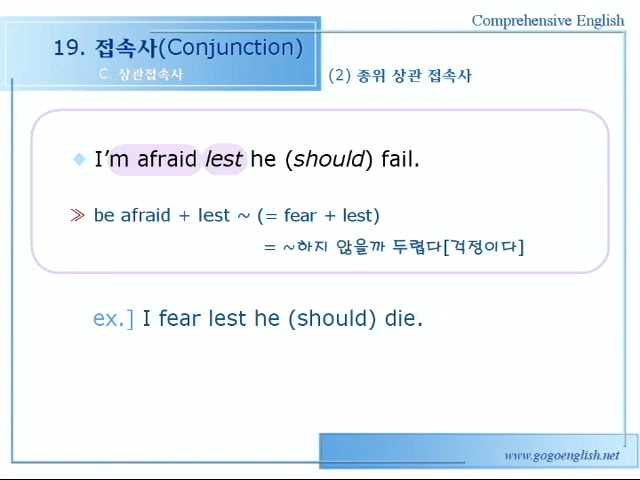 Comprehensive English
19. 접속사(Conjunction)
C. 상관접속사
(2) 종위 상관 접속사
I'm afraid lest he (should) fail.
≫ be afraid + lest ~ (= fear + lest)
= ~하지 않을까 두렵다[걱정이다]
ex.] I fear lest he (should) die.
www.gogoenglish.net